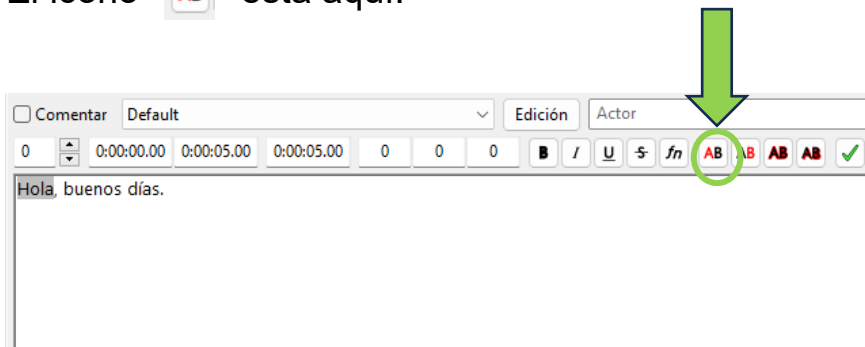 El icono AB está aquí:
Comentar Default Edición Actor
0 0:00:00.00 0:00:05.00 0:00:05.00 0 0 0 B I U S fn AB AB AB AB
Hola, buenos días.